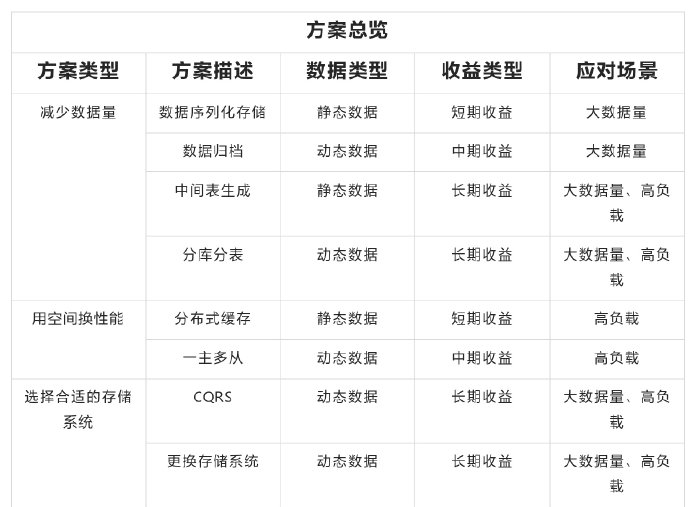 方案总览
方案类型 方案描述 数据类型 收益类型 应对场景
减少数据量 数据序列化存储 静态数据 短期收益 大数据量
数据归档 动态数据 中期收益 大数据量
中间表生成 静态数据 长期收益 大数据量、高负
载
分库分表 动态数据 长期收益 大数据量、高负
载
用空间换性能 分布式缓存 静态数据 短期收益 高负载
一主多从 动态数据 中期收益 高负载
选择合适的存储 CQRS 动态数据 长期收益 大数据量、高负
系统 载
更换存储系统 动态数据 长期收益 大数据量、高负
载